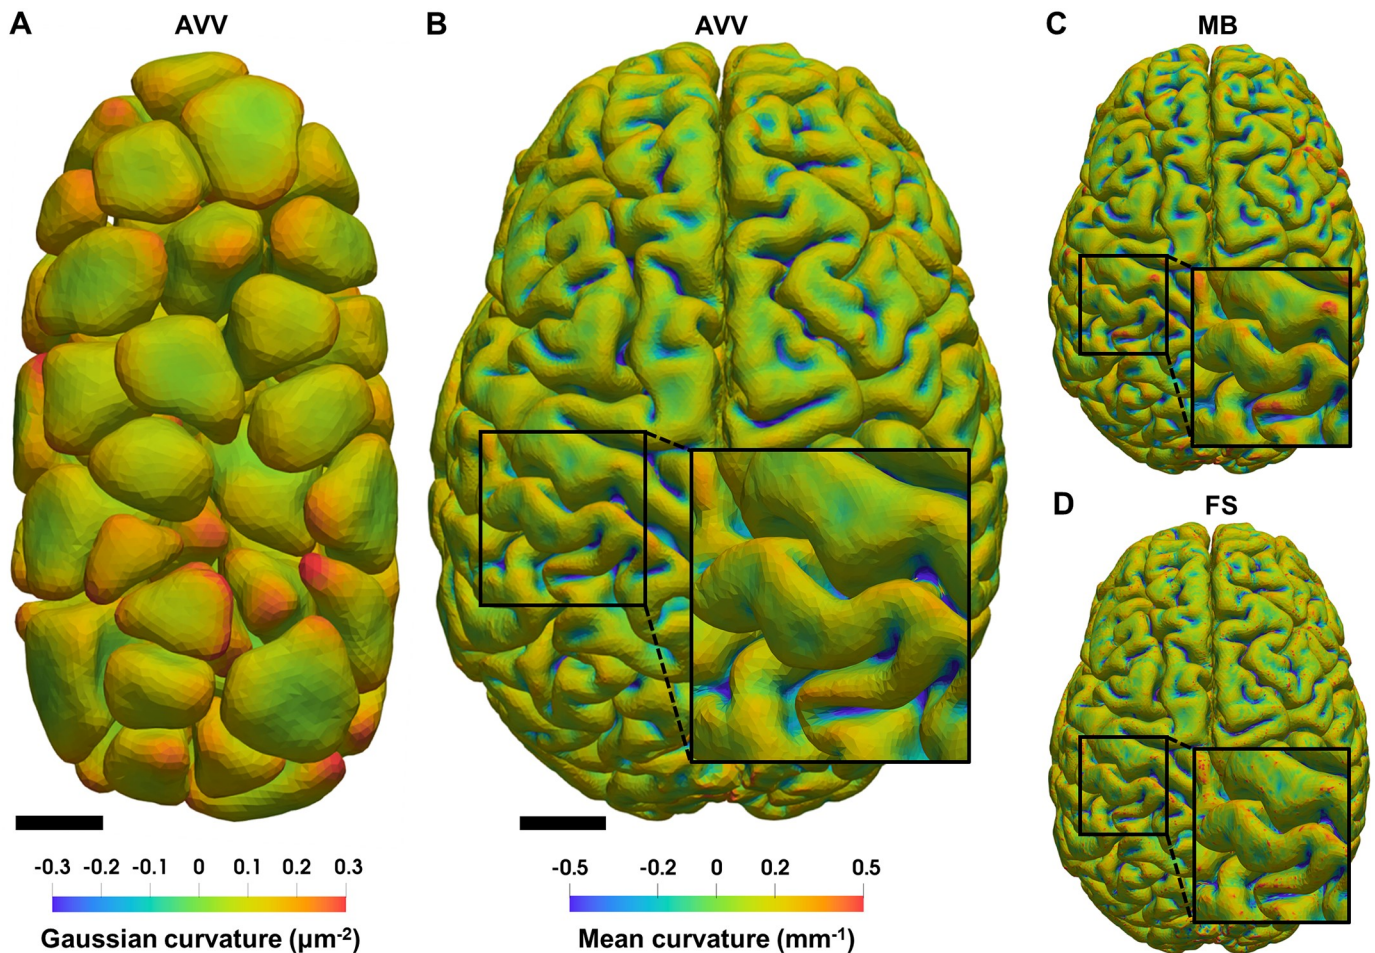 A
AVV
B
AVV
C
MB
D
FS
-0.3 -0.2 -0.1 0 0.1 0.2 0.3
Gaussian curvature (µm-2)
-0.5 -0.2 0 0.2 0.5
Mean curvature (mm-1)